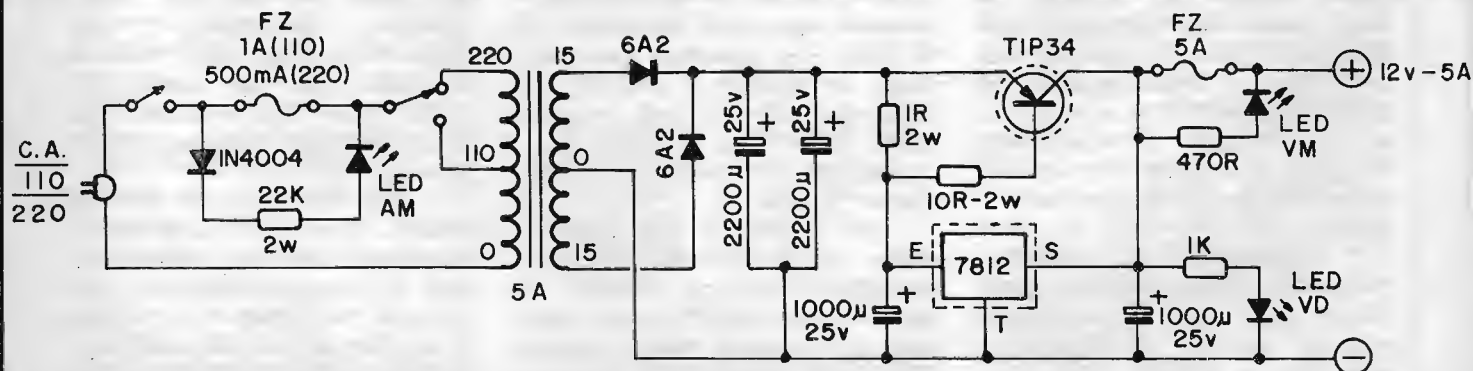 FZ
1A(110)
500mA(220)
C.A.
110
220
1N4004
22K
2w
LED
AM
220
110
0
15
0
15
5A
6A2
6A2
2200µ 25v
+
2200µ 25v
+
1R
2w
10R-2w
TIP34
E
7812
S
T
1000µ
25v
+
FZ.
5A
470R
LED
VM
+
12v-5A
1K
LED
VD
+
1000µ
25v
−